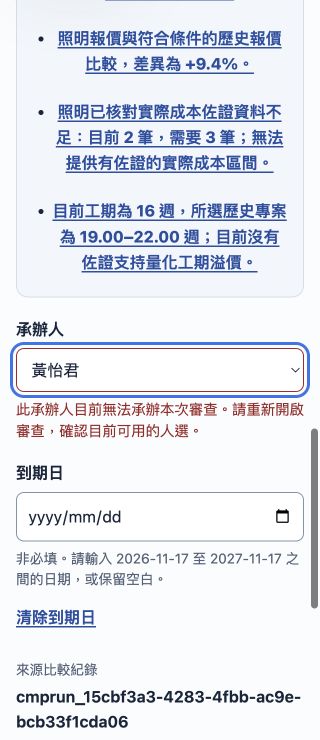 照明報價與符合條件的歷史報價
比較，差異為 +9.4%。
照明已核對實際成本佐證資料不
足：目前 2 筆，需要 3 筆；無法
提供有佐證的實際成本區間。
目前工期為 16 週，所選歷史專案
為 19.00–22.00 週；目前沒有
佐證支持量化工期溢價。
承辦人
黃怡君
此承辦人目前無法承辦本次審查。請重新開啟
審查，確認目前可用的人選。
到期日
yyyy/mm/dd
非必填。請輸入 2026-11-17 至 2027-11-17 之
間的日期，或保留空白。
清除到期日
來源比較紀錄
cmprun_15cbf3a3-4283-4fbb-ac9e-
bcb33f1cda06